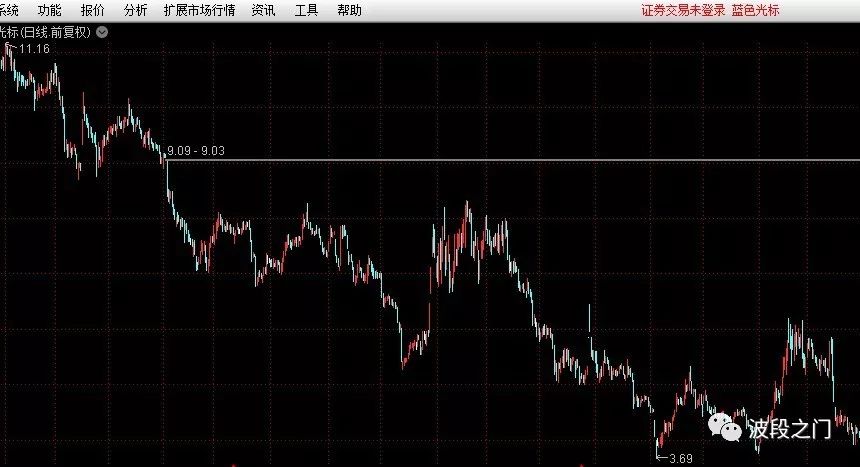 系统 功能 报价 分析 扩展市场行情 资讯 工具 帮助 证券交易未登录 蓝色光标
光标(日线.前复权)
11.16
9.09 - 9.03
波段之门
3.69